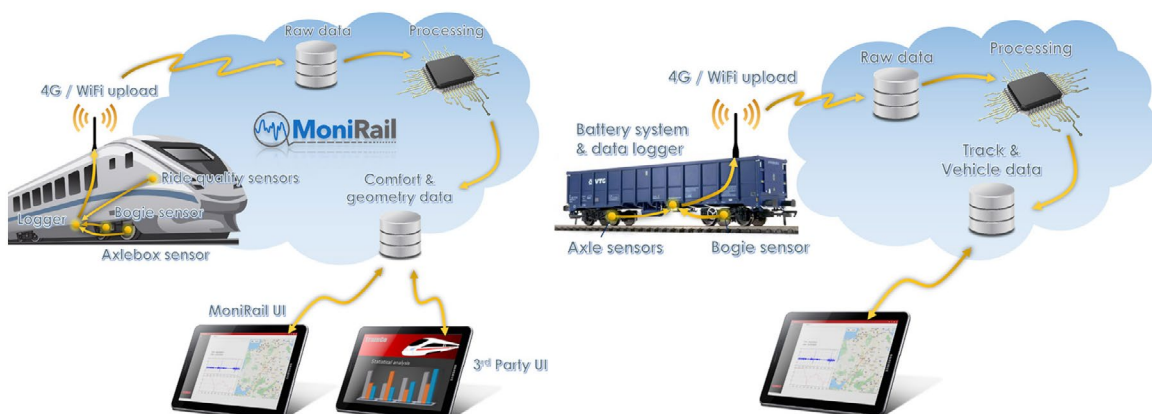 Raw data
Processing
4G / WiFi upload
MoniRail
Ride quality sensors
Comfort &
geometry data
Logger
Bogie sensor
Axlebox sensor
MoniRail UI
Statistical analysis
3rd Party UI
Raw data
Processing
4G / WiFi upload
Battery system
& data logger
Track &
Vehicle data
VTG
Axle sensors
Bogie sensor